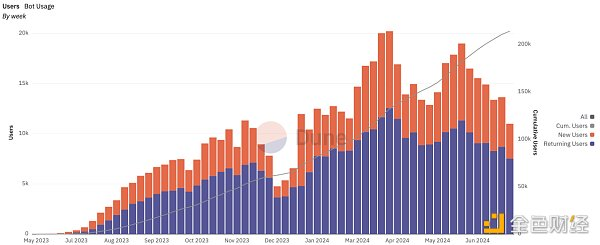 Users Bot Usage
By week
20k
15k
10k
5k
0
Users
200k
150k
100k
50k
0
Cumulative Users
May 2023 Jul 2023 Aug 2023 Sep 2023 Oct 2023 Nov 2023 Dec 2023 Jan 2024 Mar 2024 Apr 2024 May 2024 Jun 2024
All
Cum. Users
New Users
Returning Users
Dune
金色财经